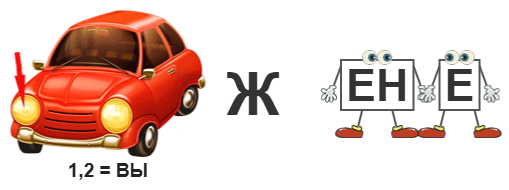 Ж ЕН Е
1,2 = ВЫ